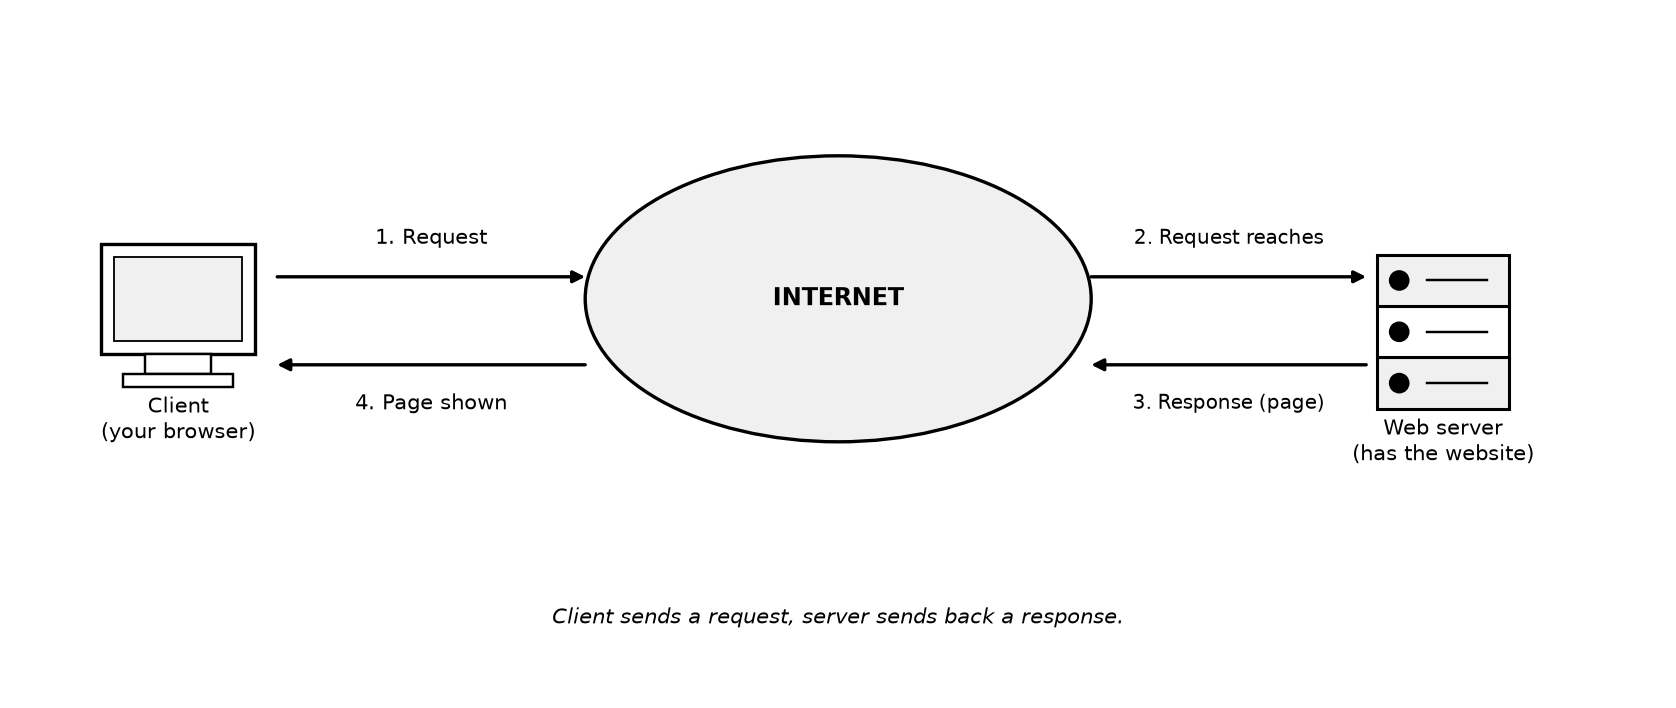 1. Request
2. Request reaches
INTERNET
4. Page shown
3. Response (page)
Client
(your browser)
Web server
(has the website)
Client sends a request, server sends back a response.